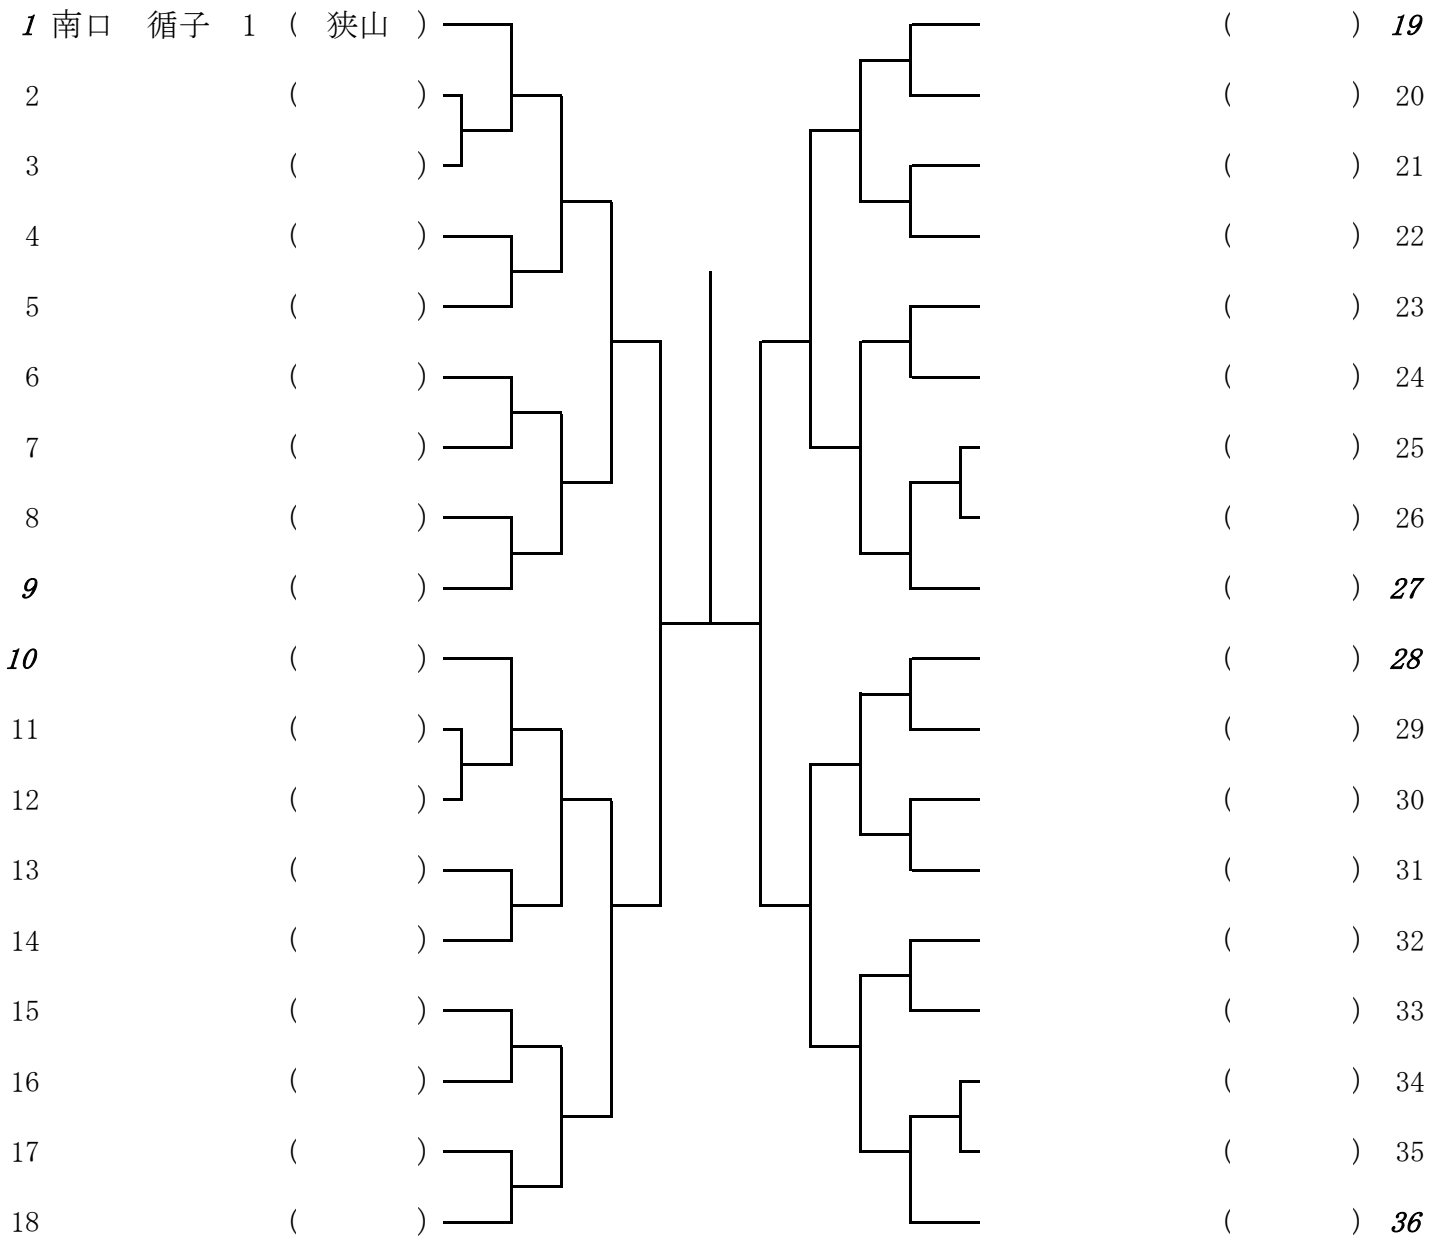 1 南口　循子　1 （ 狭山 ）
2 （ ）
3 （ ）
4 （ ）
5 （ ）
6 （ ）
7 （ ）
8 （ ）
9 （ ）
10 （ ）
11 （ ）
12 （ ）
13 （ ）
14 （ ）
15 （ ）
16 （ ）
17 （ ）
18 （ ）
（ ） 19
（ ） 20
（ ） 21
（ ） 22
（ ） 23
（ ） 24
（ ） 25
（ ） 26
（ ） 27
（ ） 28
（ ） 29
（ ） 30
（ ） 31
（ ） 32
（ ） 33
（ ） 34
（ ） 35
（ ） 36